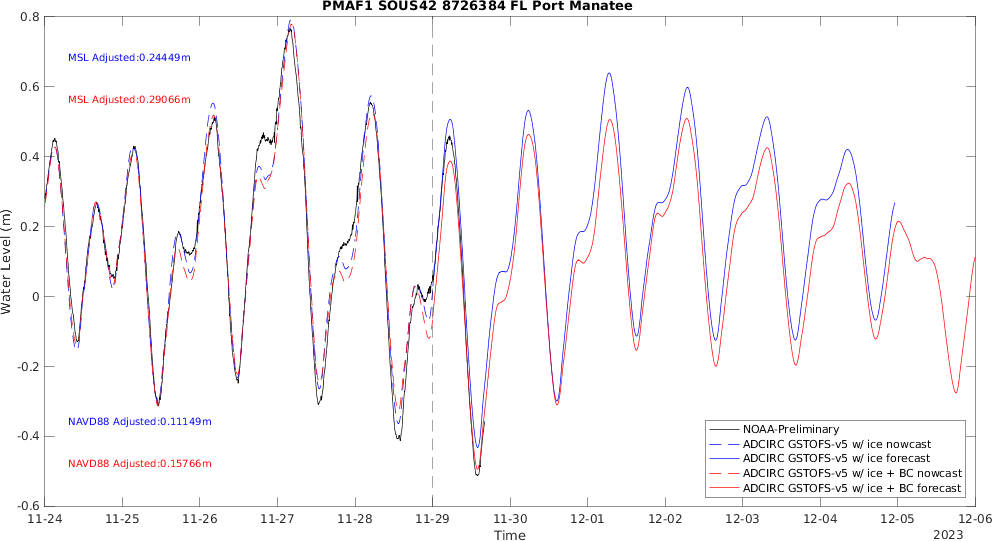 PMAF1 SOUS42 8726384 FL Port Manatee
0.8
MSL Adjusted:0.24449m
0.6
MSL Adjusted:0.29066m
0.4
0.2
Water Level (m)
0
-0.2
NAVD88 Adjusted:0.11149m
NOAA-Preliminary
-0.4
ADCIRC GSTOFS-v5 w/ ice nowcast
ADCIRC GSTOFS-v5 w/ ice forecast
NAVD88 Adjusted:0.15766m
ADCIRC GSTOFS-v5 w/ ice + BC nowcast
ADCIRC GSTOFS-v5 w/ ice + BC forecast
-0.6
11-24 11-25 11-26 11-27 11-28 11-29 11-30 12-01 12-02 12-03 12-04 12-05 12-06
Time
2023